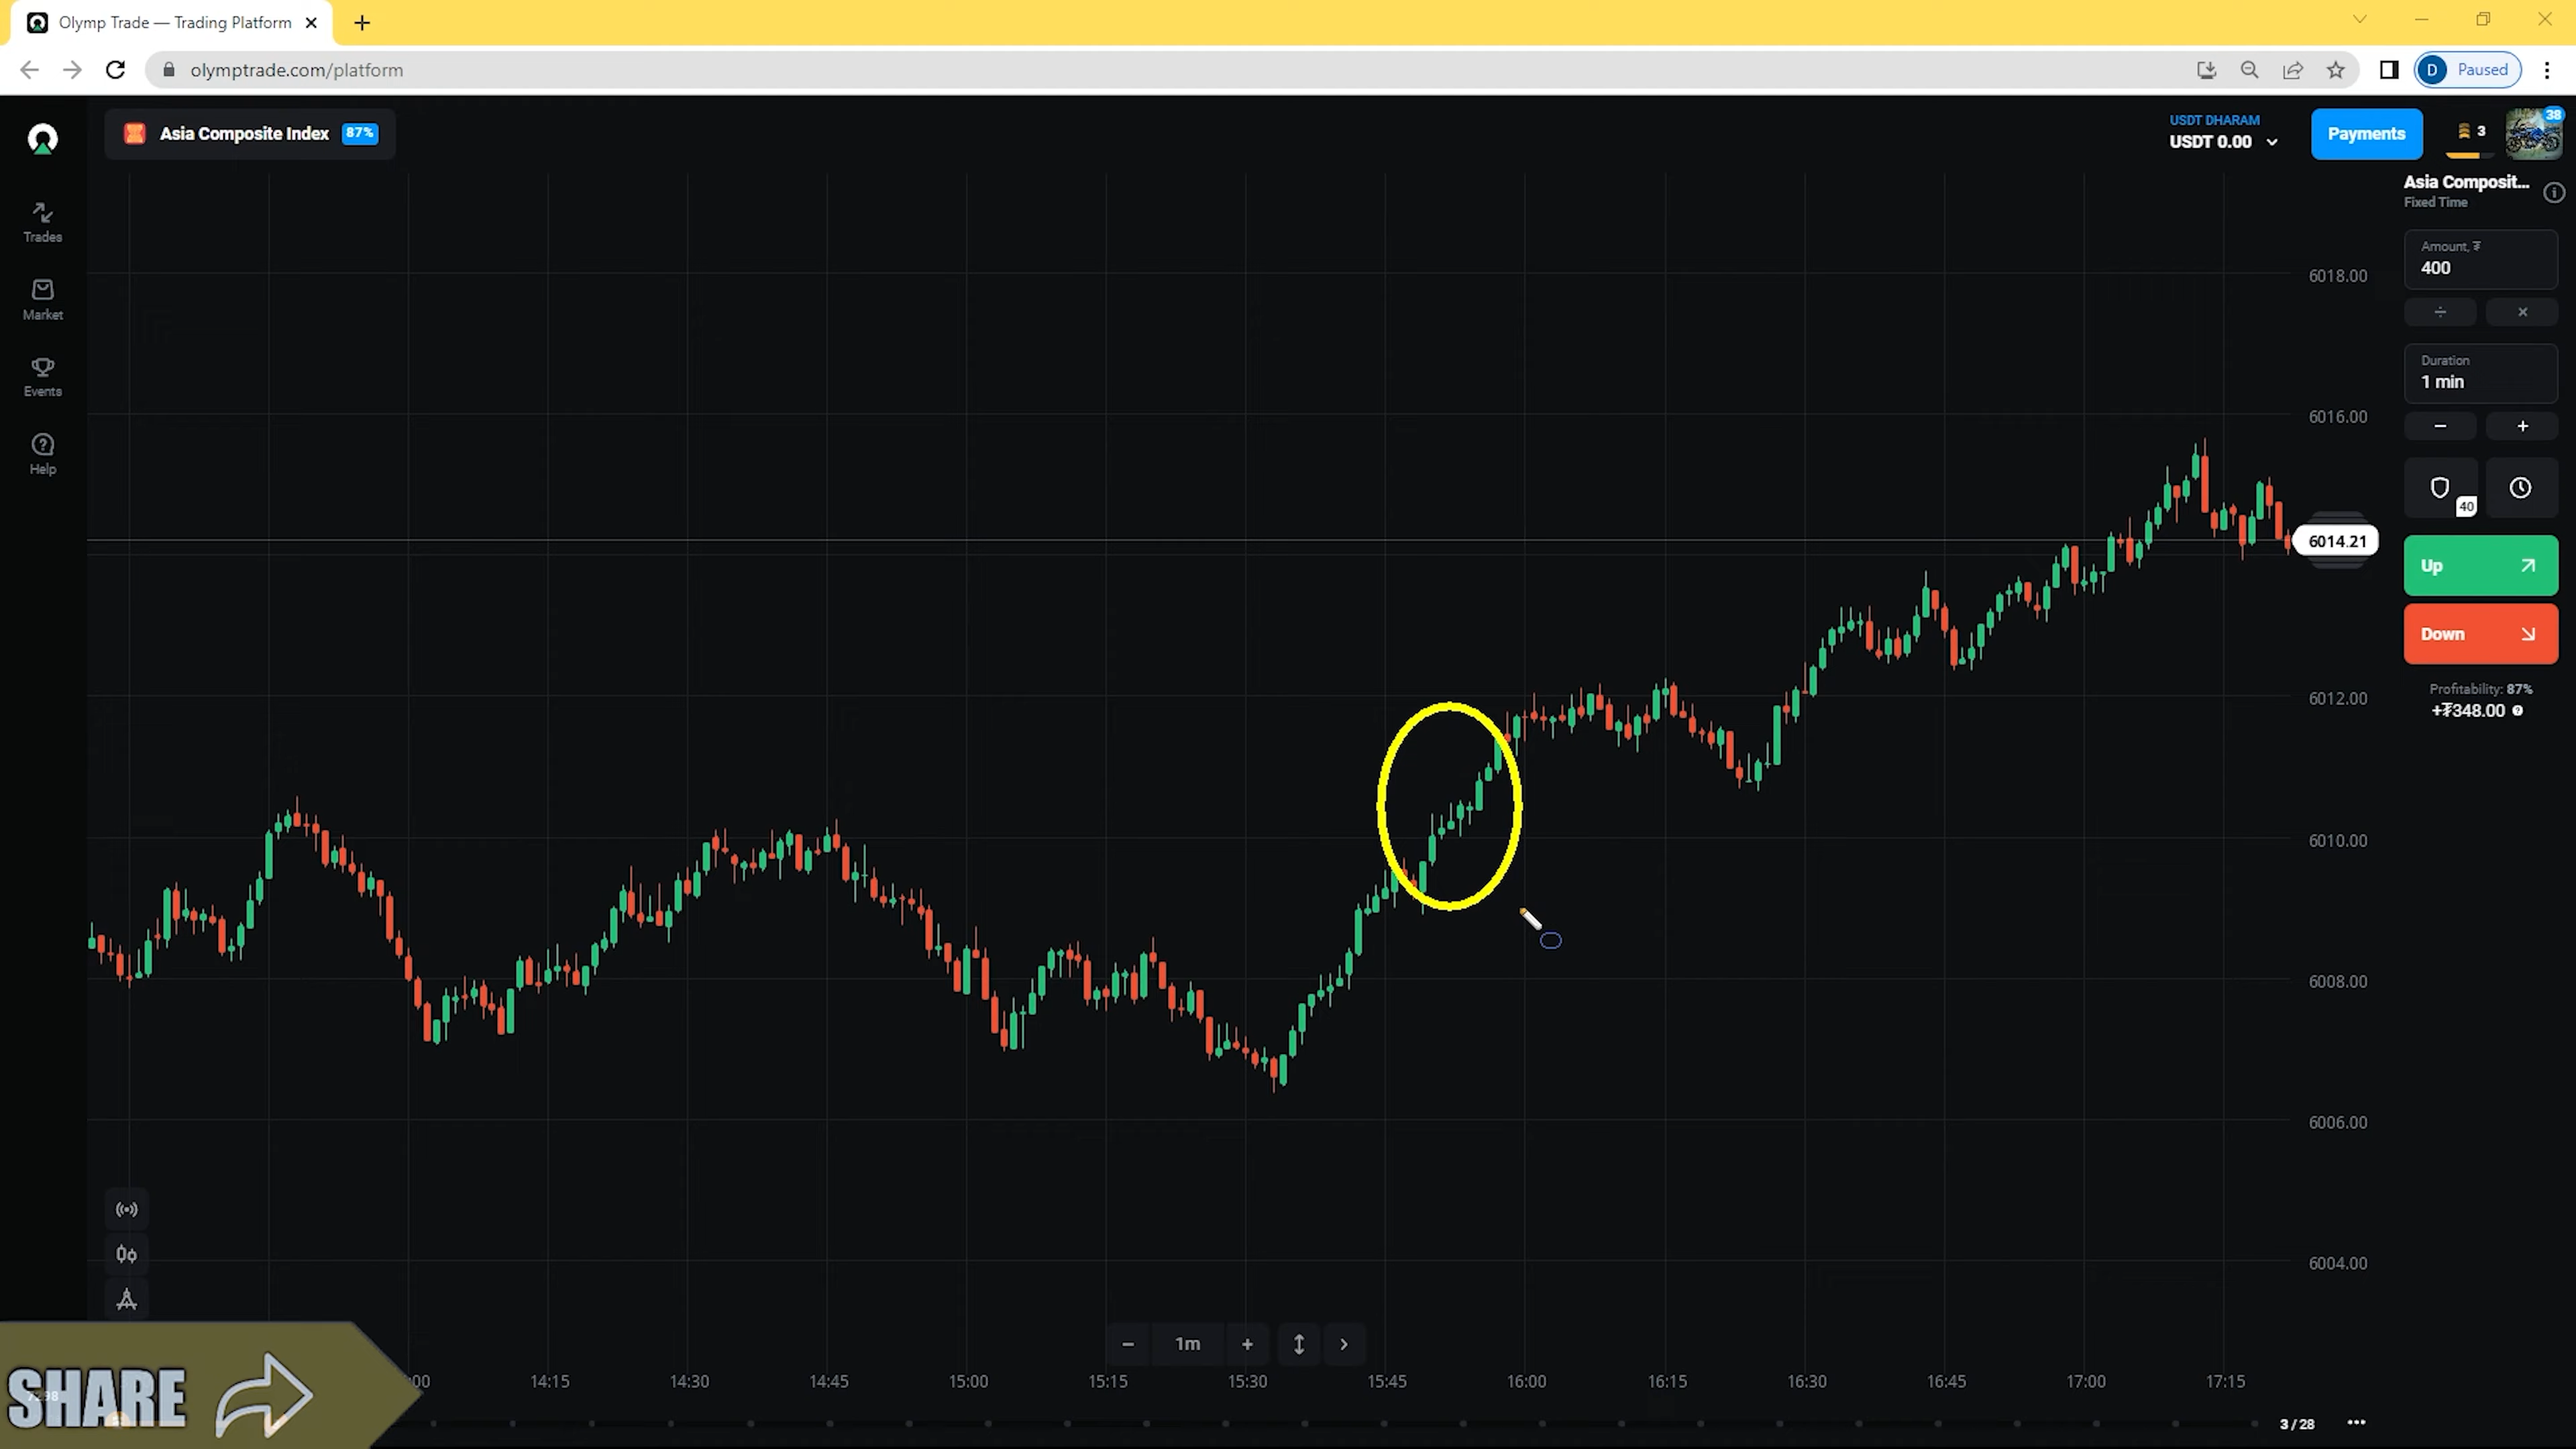 Olymp Trade — Trading Platform
olymptrade.com/platform
D Paused
Asia Composite Index 87%
USDT DHARAM
USDT 0.00
Payments
3
38
Trades
Market
Events
Help
Asia Composit...
Fixed Time
Amount, ₮
400
÷ ×
Duration
1 min
− +
40
Up
Down
Profitability: 87%
+₮348.00
6018.00
6016.00
6014.21
6012.00
6010.00
6008.00
6006.00
6004.00
− 1m +
SHARE
:00 14:15 14:30 14:45 15:00 15:15 15:30 15:45 16:00 16:15 16:30 16:45 17:00 17:15
3 / 28